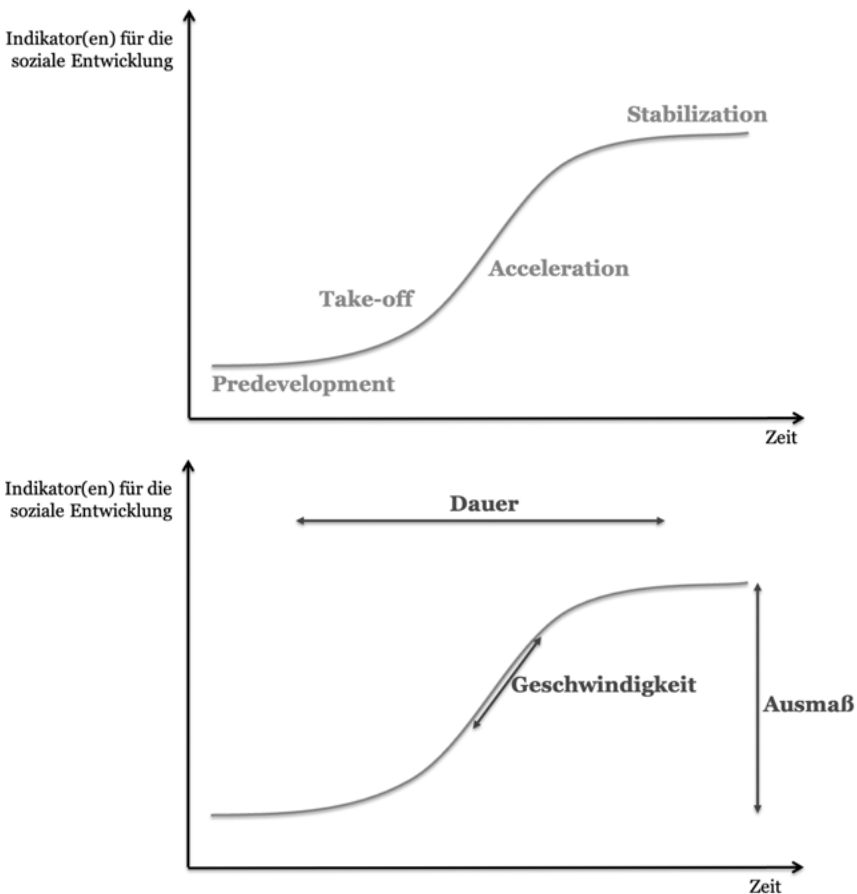 Indikator(en) für die
soziale Entwicklung
Stabilization
Acceleration
Take-off
Predevelopment
Zeit
Indikator(en) für die
soziale Entwicklung
Dauer
Geschwindigkeit
Ausmaß
Zeit